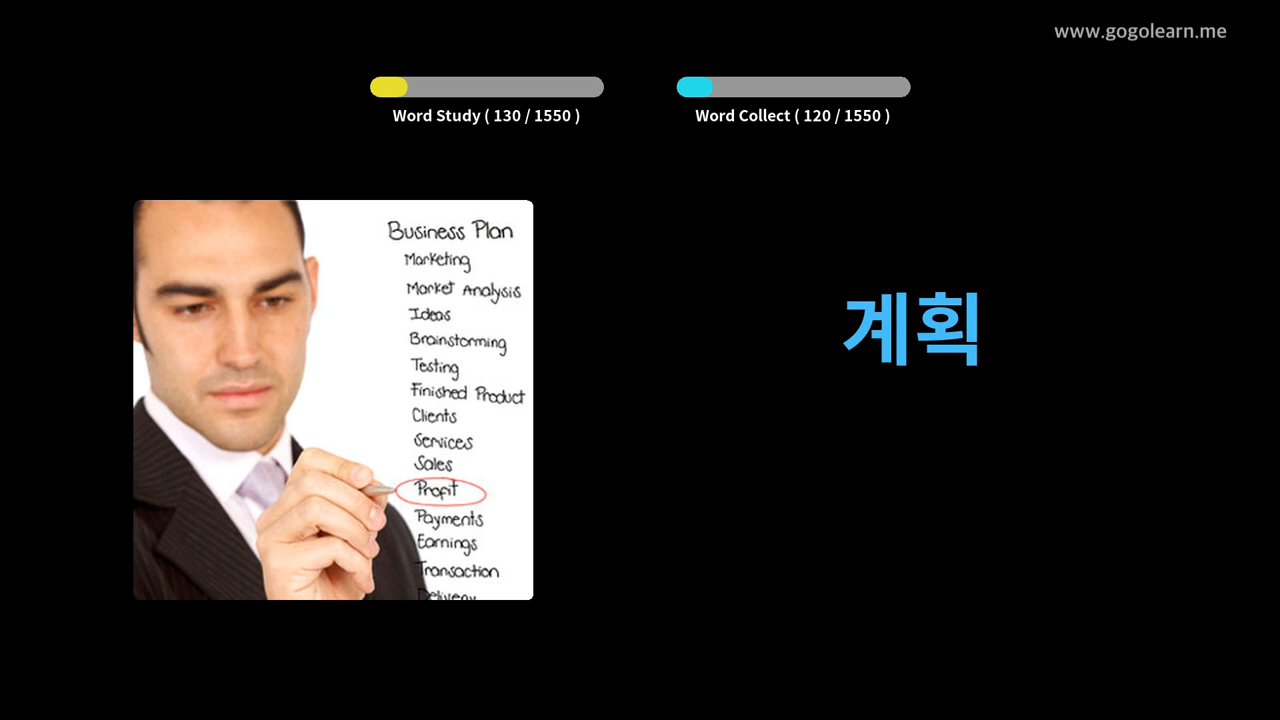 www.gogolearn.me
Word Study ( 130 / 1550 )
Word Collect ( 120 / 1550 )
Business Plan
Marketing
Market Analysis
Ideas
Brainstorming
Testing
Finished Product
Clients
Services
Sales
Profit
Payments
Earnings
Transaction
Delivery
계획